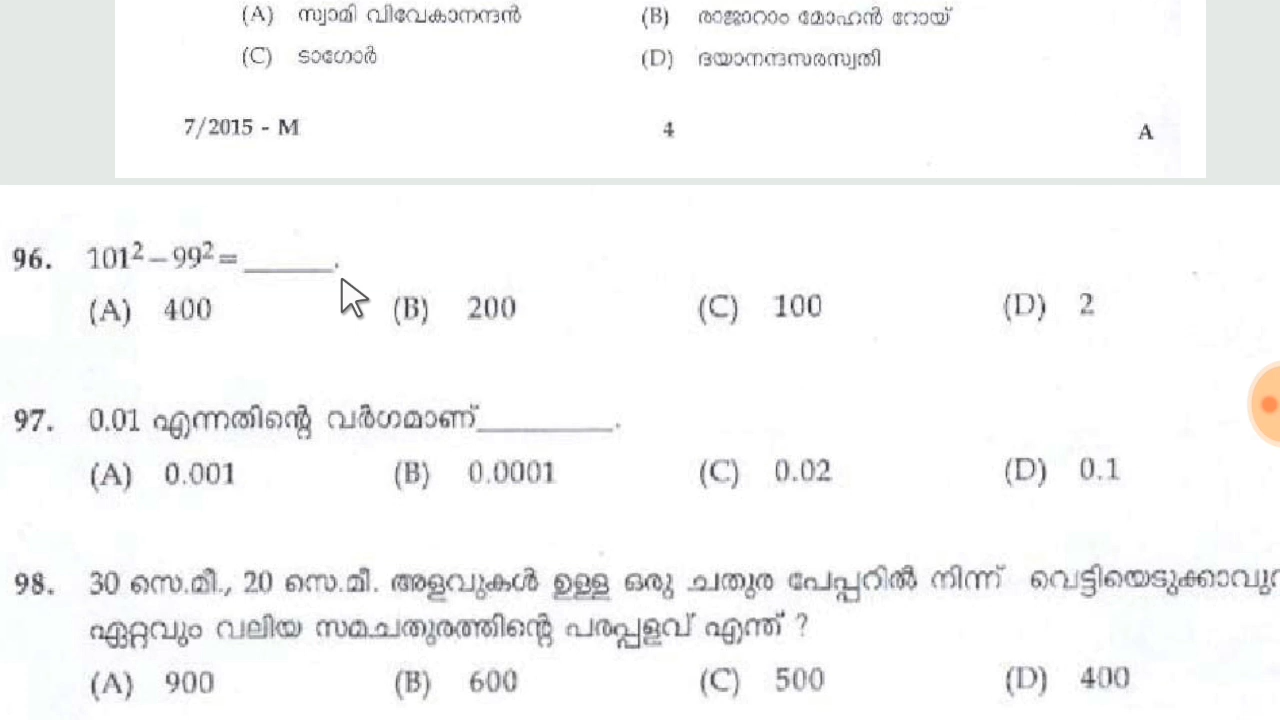 (A) സ്വാമി വിവേകാനന്ദൻ (B) രാജാറാം മോഹൻ റോയ്
(C) ടാഗോർ (D) ദയാനന്ദസരസ്വതി
7/2015 - M 4 A
96. 101² – 99² = ______.
(A) 400 (B) 200 (C) 100 (D) 2
97. 0.01 എന്നതിന്റെ വർഗമാണ്_________.
(A) 0.001 (B) 0.0001 (C) 0.02 (D) 0.1
98. 30 സെ.മീ., 20 സെ.മീ. അളവുകൾ ഉള്ള ഒരു ചതുര പേപ്പറിൽ നിന്ന്
ഏറ്റവും വലിയ സമചതുരത്തിന്റെ പരപ്പളവ് എന്ത് ?
(A) 900 (B) 600 (C) 500 (D) 400